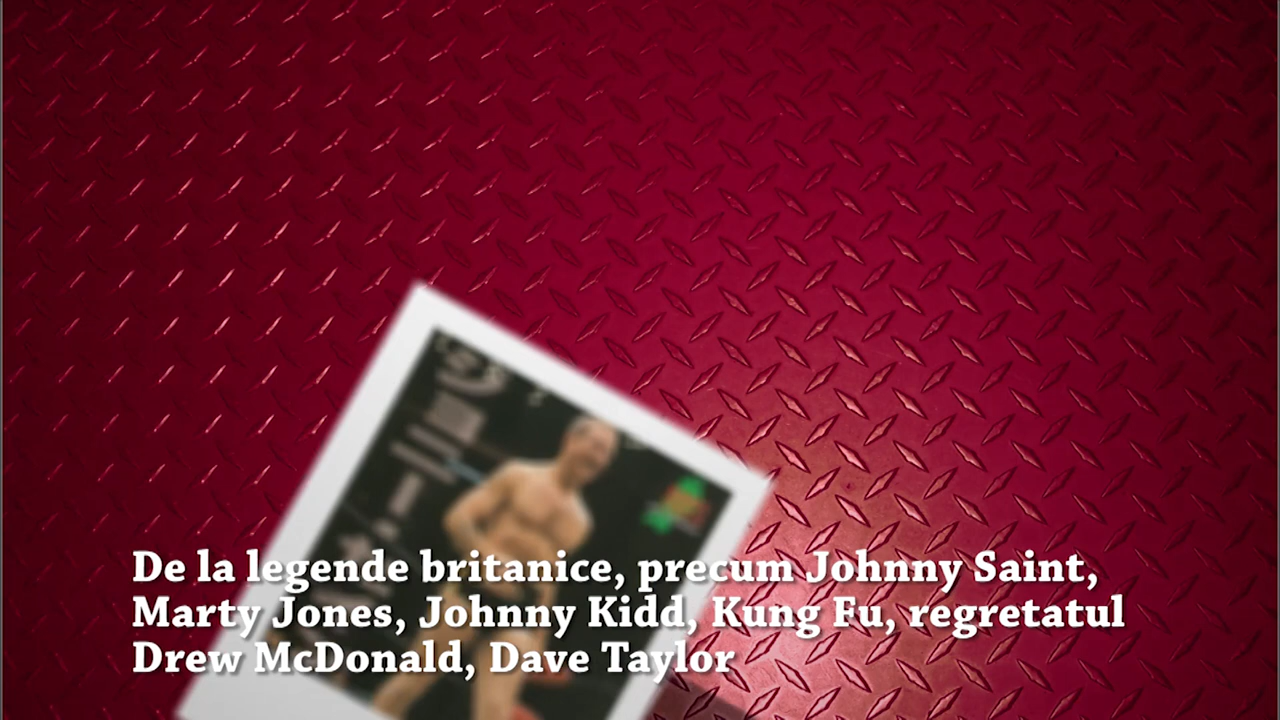 De la legende britanice, precum Johnny Saint,
Marty Jones, Johnny Kidd, Kung Fu, regretatul
Drew McDonald, Dave Taylor